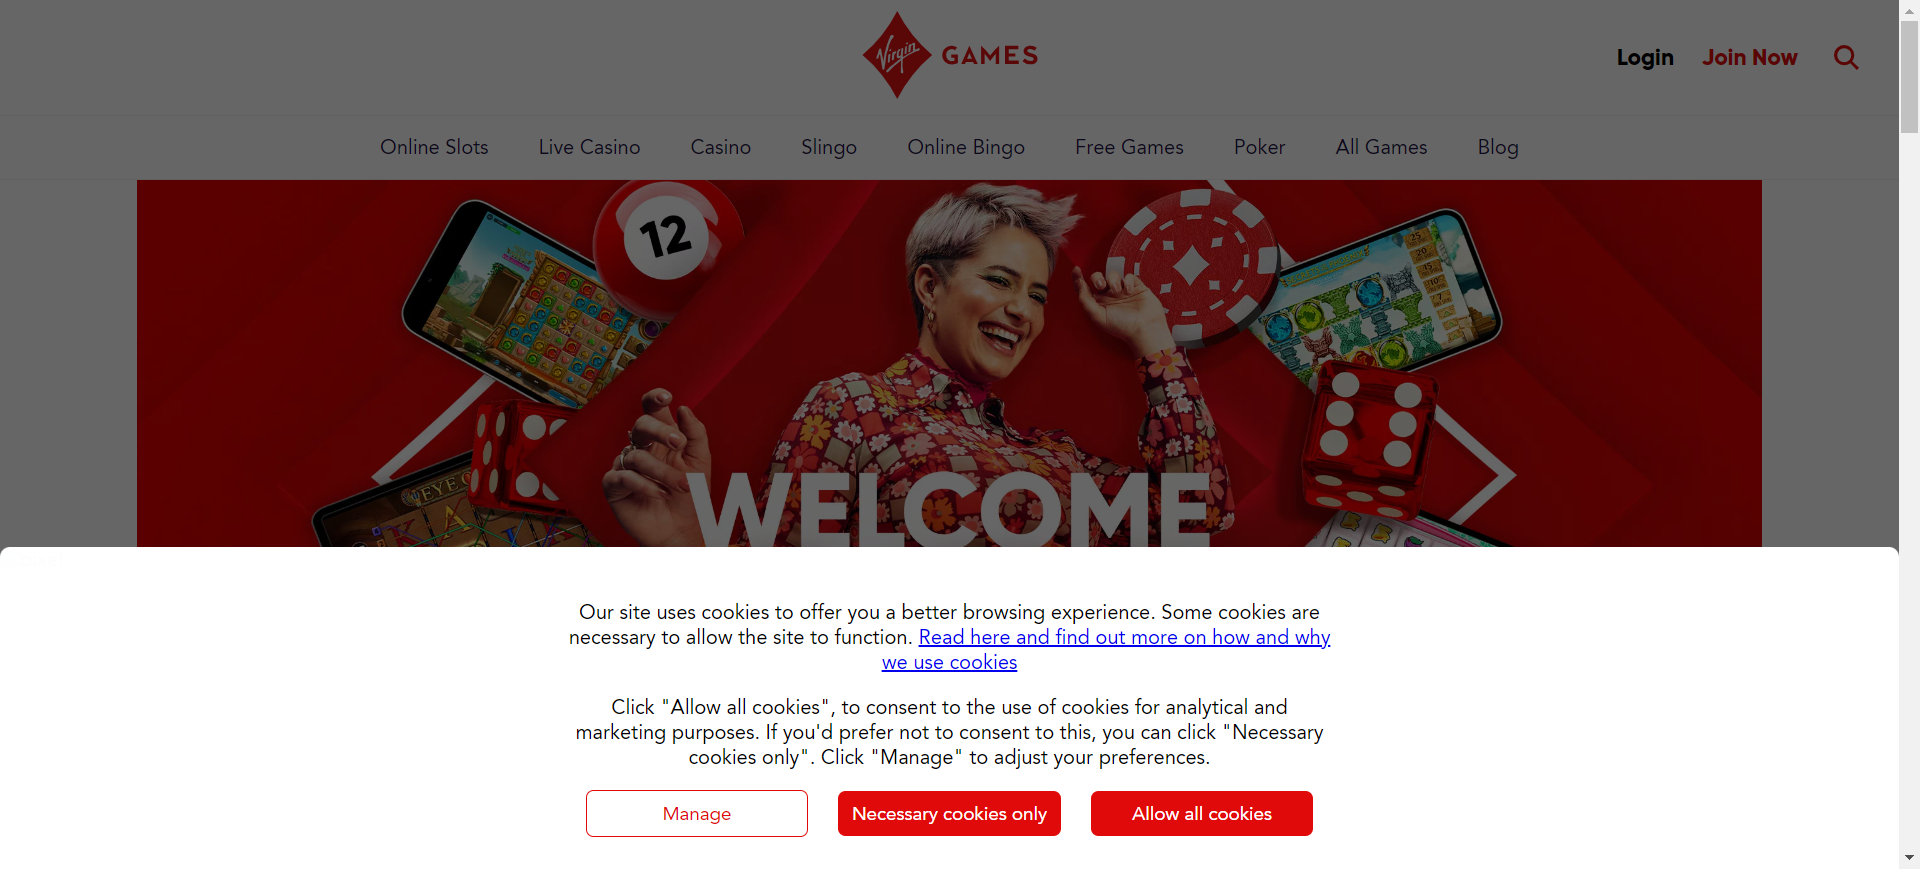 Virgin GAMES
Login Join Now
Online Slots Live Casino Casino Slingo Online Bingo Free Games Poker All Games Blog
12
25
20
15
10
7
EYE O
K A
WELCOME
Our site uses cookies to offer you a better browsing experience. Some cookies are
necessary to allow the site to function. Read here and find out more on how and why
we use cookies
Click "Allow all cookies", to consent to the use of cookies for analytical and
marketing purposes. If you'd prefer not to consent to this, you can click "Necessary
cookies only". Click "Manage" to adjust your preferences.
Manage Necessary cookies only Allow all cookies